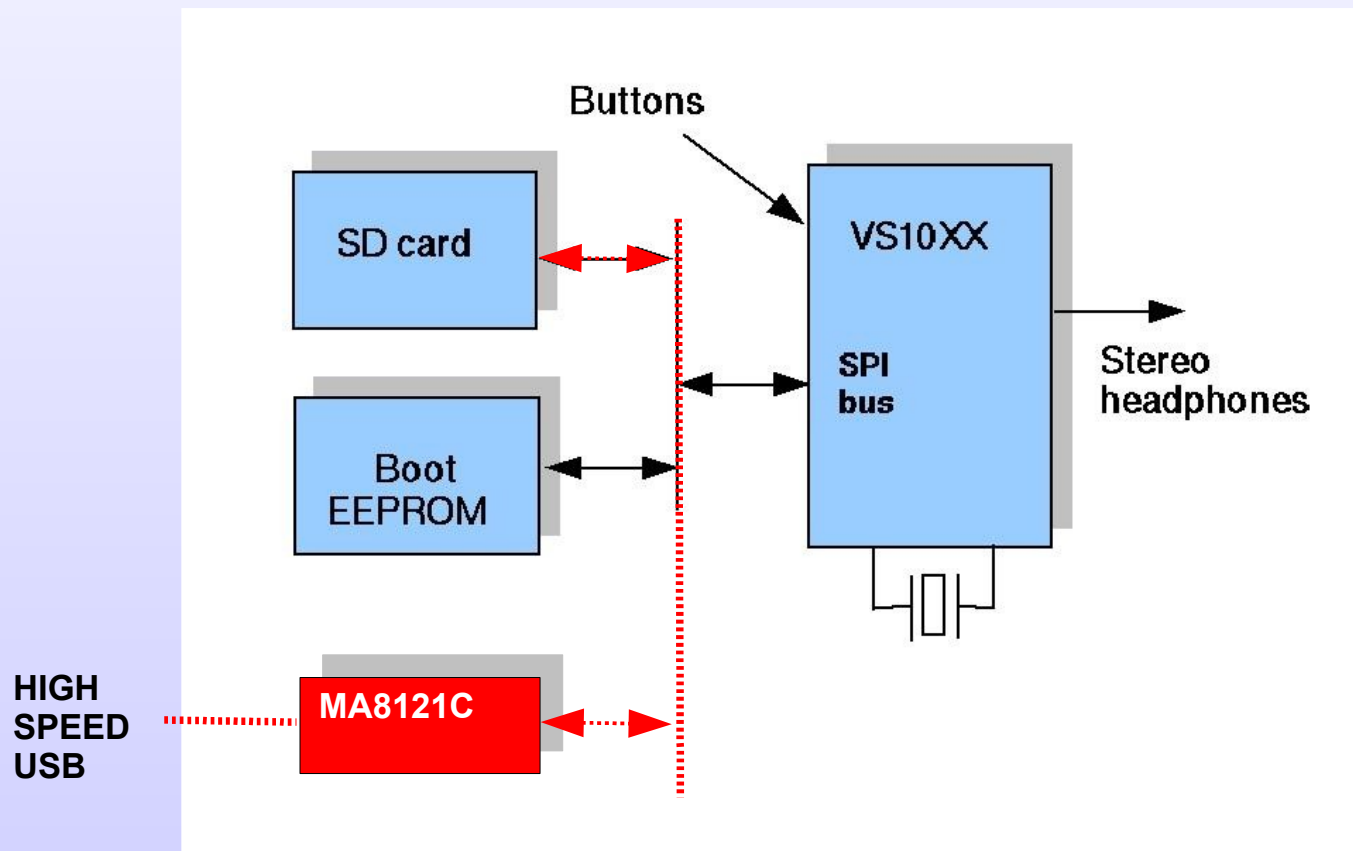 Buttons
SD card
VS10XX
SPI
bus
Stereo
headphones
Boot
EEPROM
HIGH
SPEED
USB
MA8121C